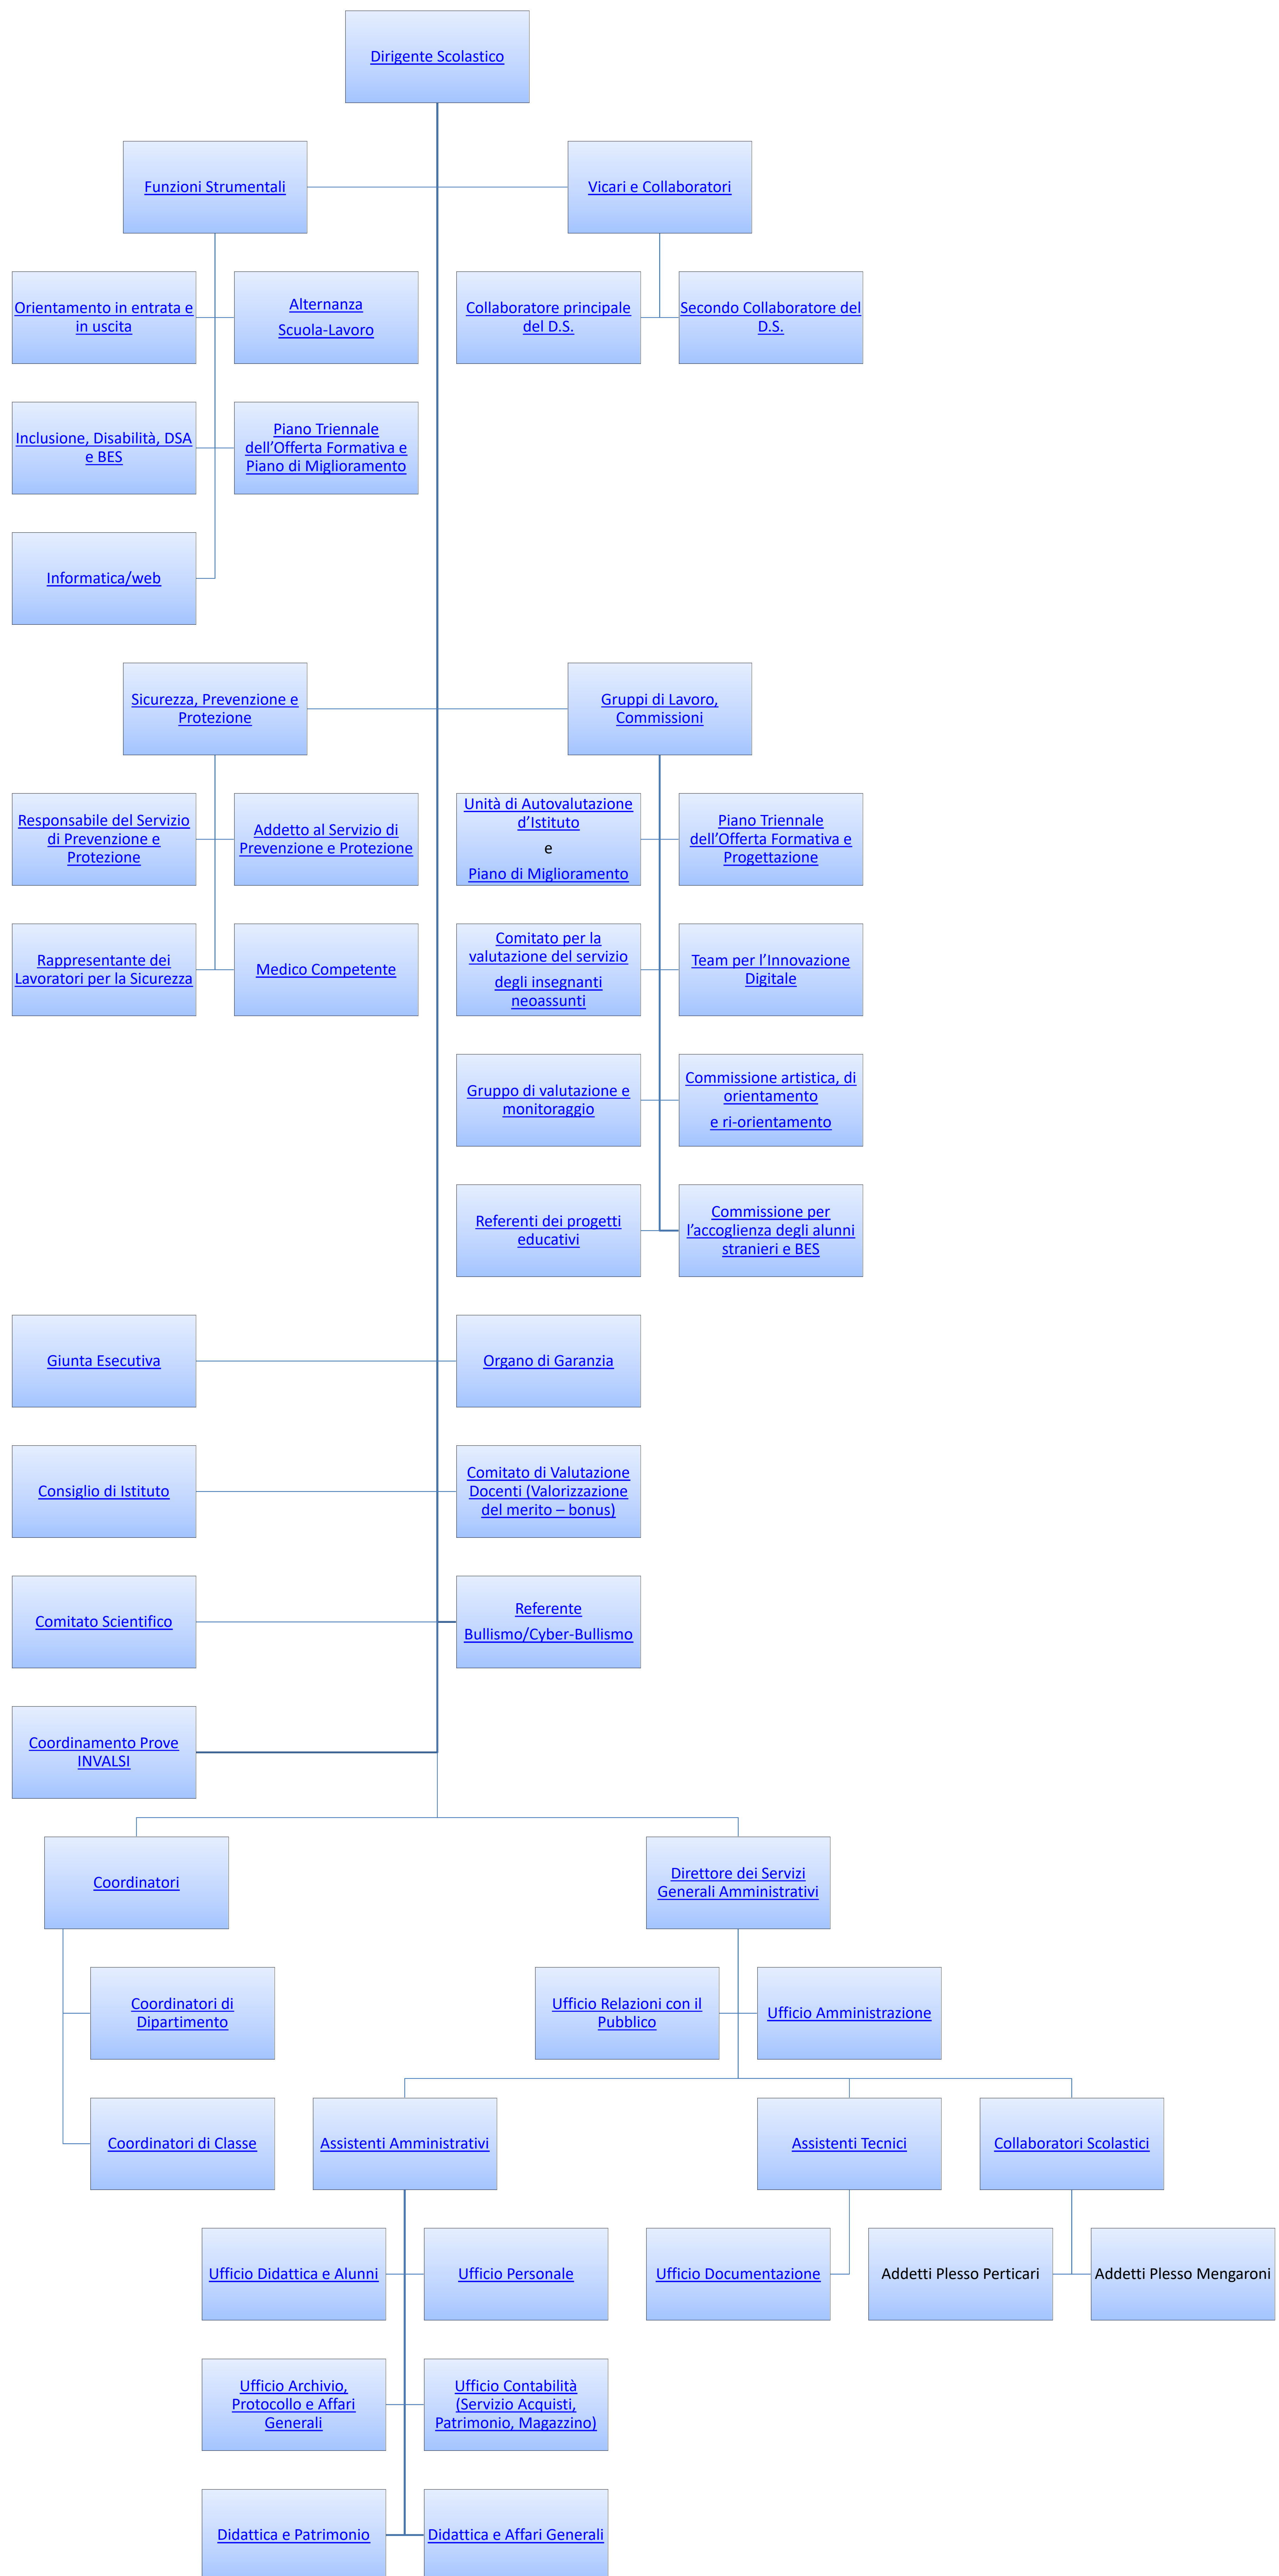 Dirigente Scolastico
Funzioni Strumentali
Vicari e Collaboratori
Orientamento in entrata e
in uscita
Alternanza
Scuola-Lavoro
Collaboratore principale
del D.S.
Secondo Collaboratore del
D.S.
Inclusione, Disabilità, DSA
e BES
Piano Triennale
dell’Offerta Formativa e
Piano di Miglioramento
Informatica/web
Sicurezza, Prevenzione e
Protezione
Gruppi di Lavoro,
Commissioni
Responsabile del Servizio
di Prevenzione e
Protezione
Addetto al Servizio di
Prevenzione e Protezione
Unità di Autovalutazione
d’Istituto
e
Piano di Miglioramento
Piano Triennale
dell’Offerta Formativa e
Progettazione
Rappresentante dei
Lavoratori per la Sicurezza
Medico Competente
Comitato per la
valutazione del servizio
degli insegnanti
neoassunti
Team per l’Innovazione
Digitale
Gruppo di valutazione e
monitoraggio
Commissione artistica, di
orientamento
e ri-orientamento
Referenti dei progetti
educativi
Commissione per
l’accoglienza degli alunni
stranieri e BES
Giunta Esecutiva
Organo di Garanzia
Consiglio di Istituto
Comitato di Valutazione
Docenti (Valorizzazione
del merito – bonus)
Comitato Scientifico
Referente
Bullismo/Cyber-Bullismo
Coordinamento Prove
INVALSI
Coordinatori
Direttore dei Servizi
Generali Amministrativi
Coordinatori di
Dipartimento
Ufficio Relazioni con il
Pubblico
Ufficio Amministrazione
Coordinatori di Classe
Assistenti Amministrativi
Assistenti Tecnici
Collaboratori Scolastici
Ufficio Didattica e Alunni
Ufficio Personale
Ufficio Documentazione
Addetti Plesso Perticari
Addetti Plesso Mengaroni
Ufficio Archivio,
Protocollo e Affari
Generali
Ufficio Contabilità
(Servizio Acquisti,
Patrimonio, Magazzino)
Didattica e Patrimonio
Didattica e Affari Generali